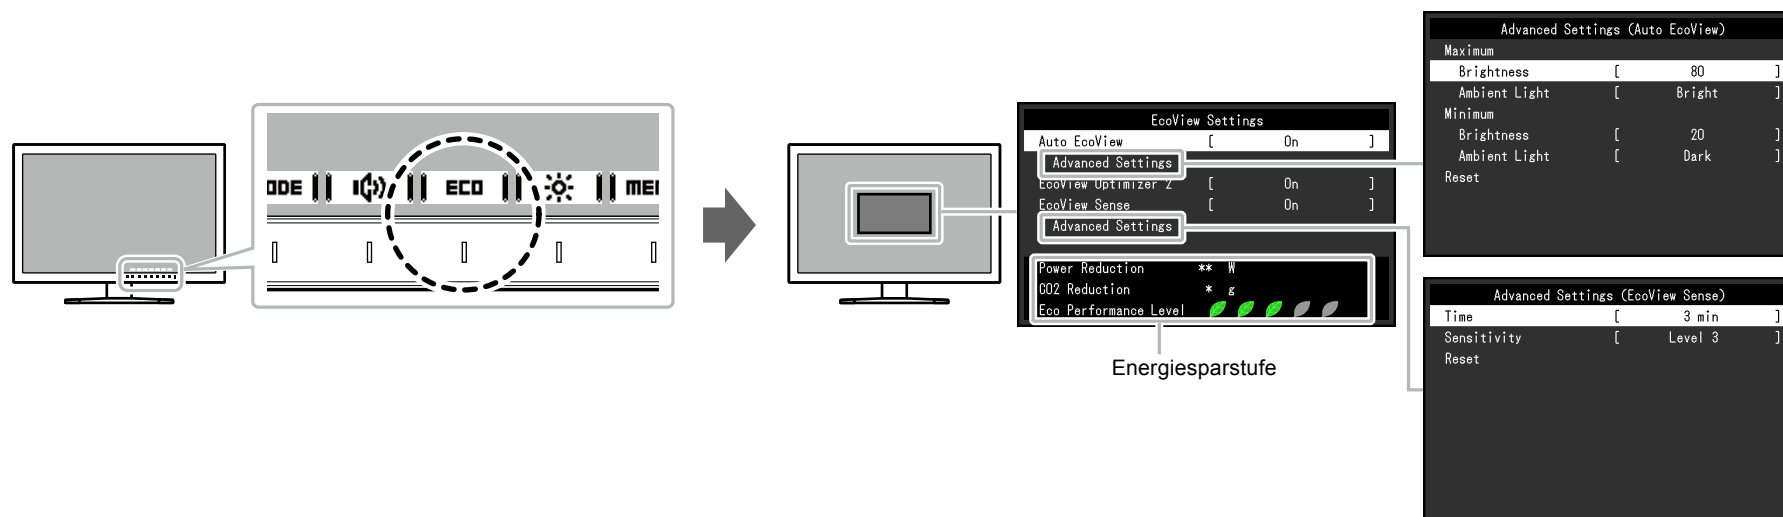 ODE ECO MEI
EcoView Settings
Auto EcoView [ On ]
Advanced Settings
EcoView Optimizer 2 [ On ]
EcoView Sense [ On ]
Advanced Settings
Power Reduction ** W
CO2 Reduction * g
Eco Performance Level
Energiesparstufe
Advanced Settings (Auto EcoView)
Maximum
Brightness [ 80 ]
Ambient Light [ Bright ]
Minimum
Brightness [ 20 ]
Ambient Light [ Dark ]
Reset
Advanced Settings (EcoView Sense)
Time [ 3 min ]
Sensitivity [ Level 3 ]
Reset